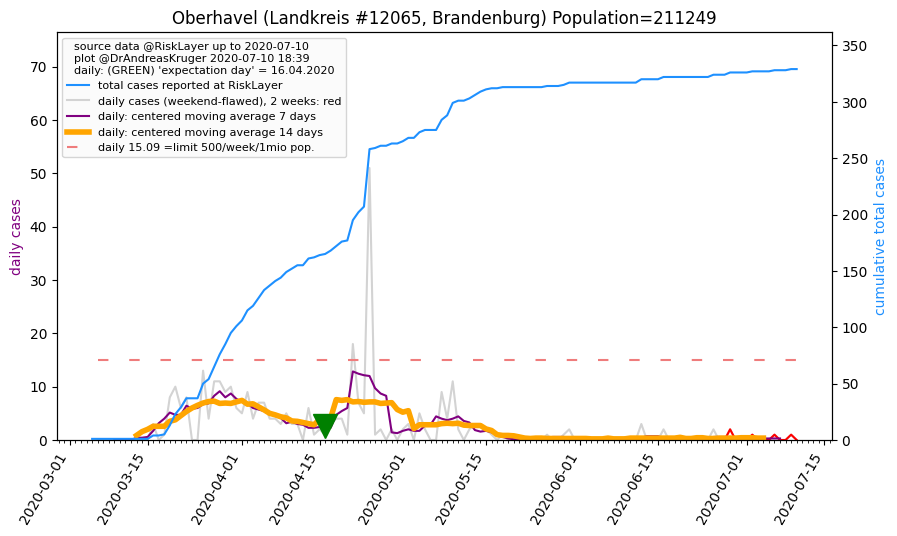 Oberhavel (Landkreis #12065, Brandenburg) Population=211249
source data @RiskLayer up to 2020-07-10
plot @DrAndreasKruger 2020-07-10 18:39
daily: (GREEN) 'expectation day' = 16.04.2020
total cases reported at RiskLayer
daily cases (weekend-flawed), 2 weeks: red
daily: centered moving average 7 days
daily: centered moving average 14 days
daily 15.09 =limit 500/week/1mio pop.
daily cases
70
60
50
40
30
20
10
0
350
300
250
200
150
100
50
0
cumulative total cases
2020-03-01
2020-03-15
2020-04-01
2020-04-15
2020-05-01
2020-05-15
2020-06-01
2020-06-15
2020-07-01
2020-07-15